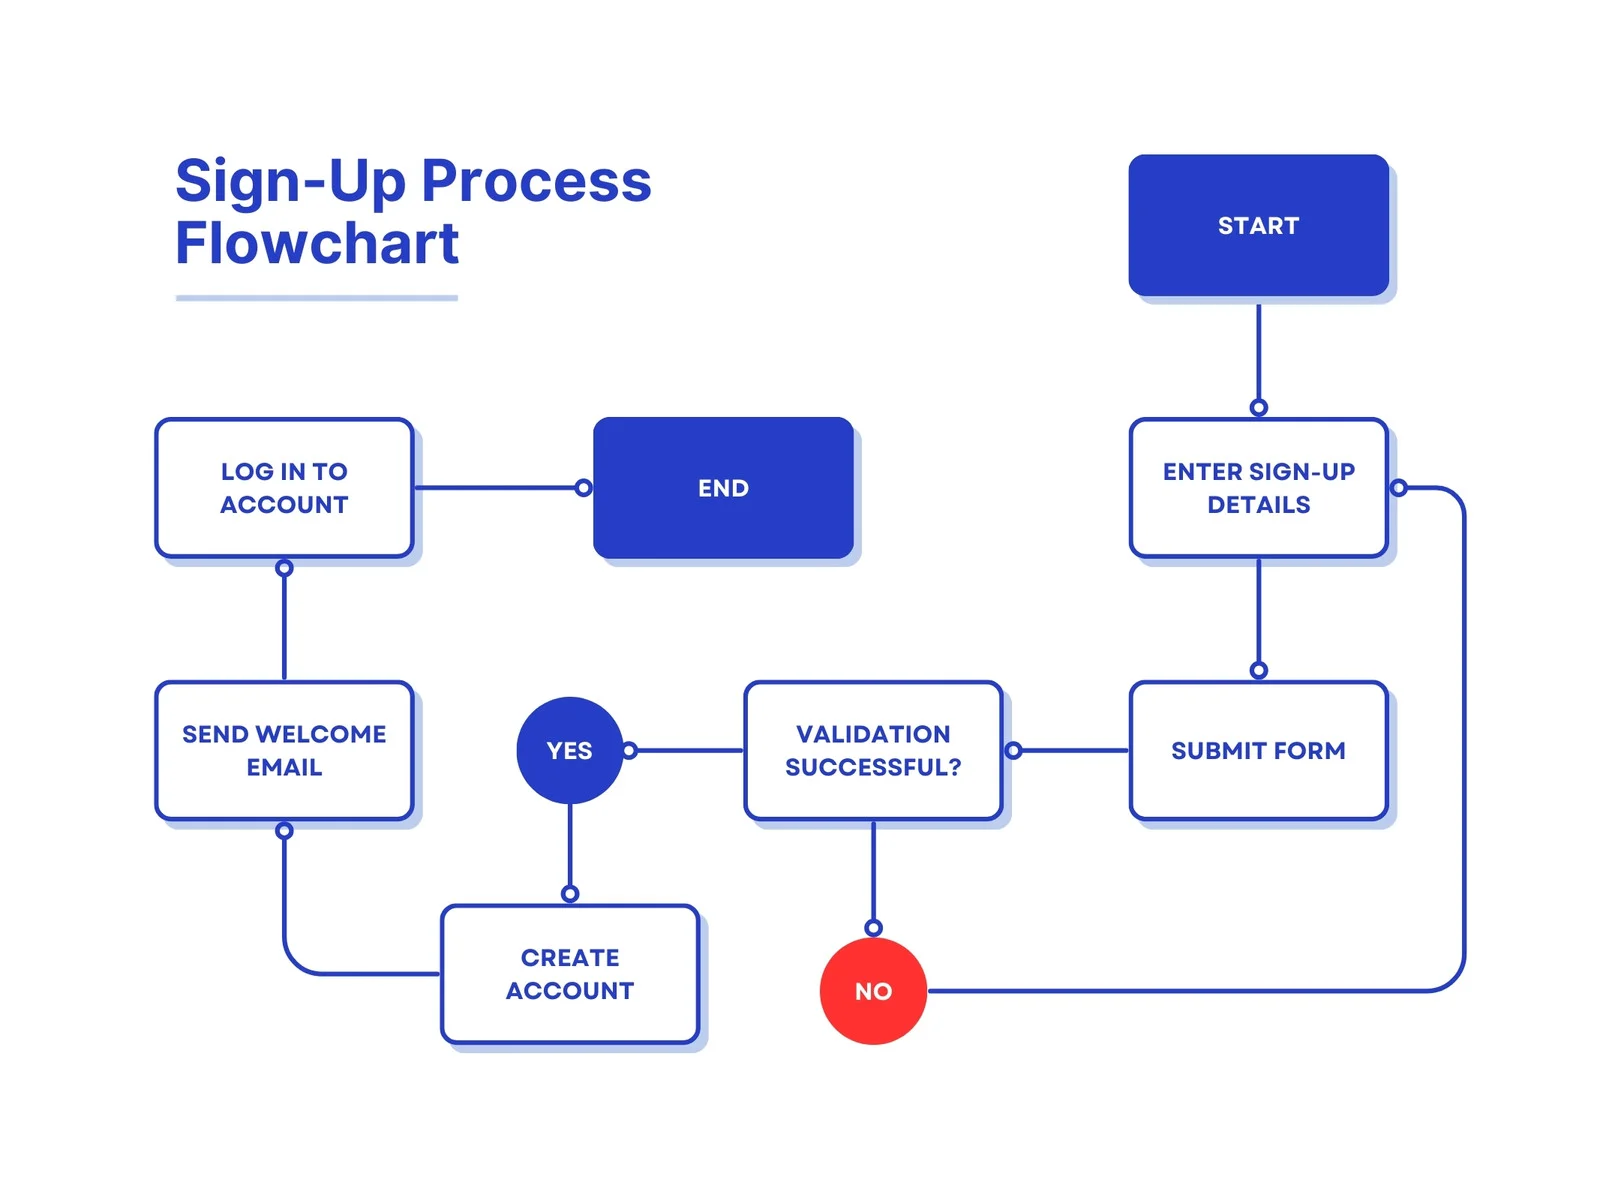 Sign-Up Process
Flowchart
START
ENTER SIGN-UP
DETAILS
SUBMIT FORM
VALIDATION
SUCCESSFUL?
YES
NO
CREATE
ACCOUNT
SEND WELCOME
EMAIL
LOG IN TO
ACCOUNT
END